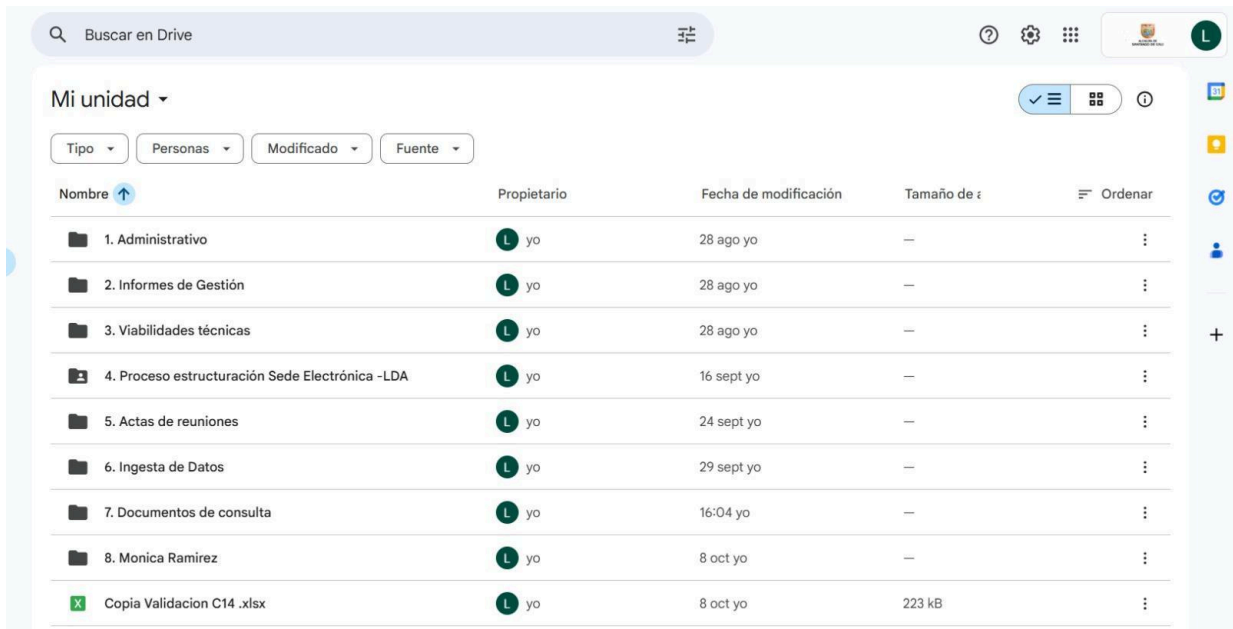 Buscar en Drive
L
Mi unidad
31
Tipo Personas Modificado Fuente
Nombre Propietario Fecha de modificación Tamaño de a Ordenar
1. Administrativo L yo 28 ago yo —
2. Informes de Gestión L yo 28 ago yo —
3. Viabilidades técnicas L yo 28 ago yo —
4. Proceso estructuración Sede Electrónica -LDA L yo 16 sept yo —
5. Actas de reuniones L yo 24 sept yo —
6. Ingesta de Datos L yo 29 sept yo —
7. Documentos de consulta L yo 16:04 yo —
8. Monica Ramirez L yo 8 oct yo —
X Copia Validacion C14 .xlsx L yo 8 oct yo 223 kB